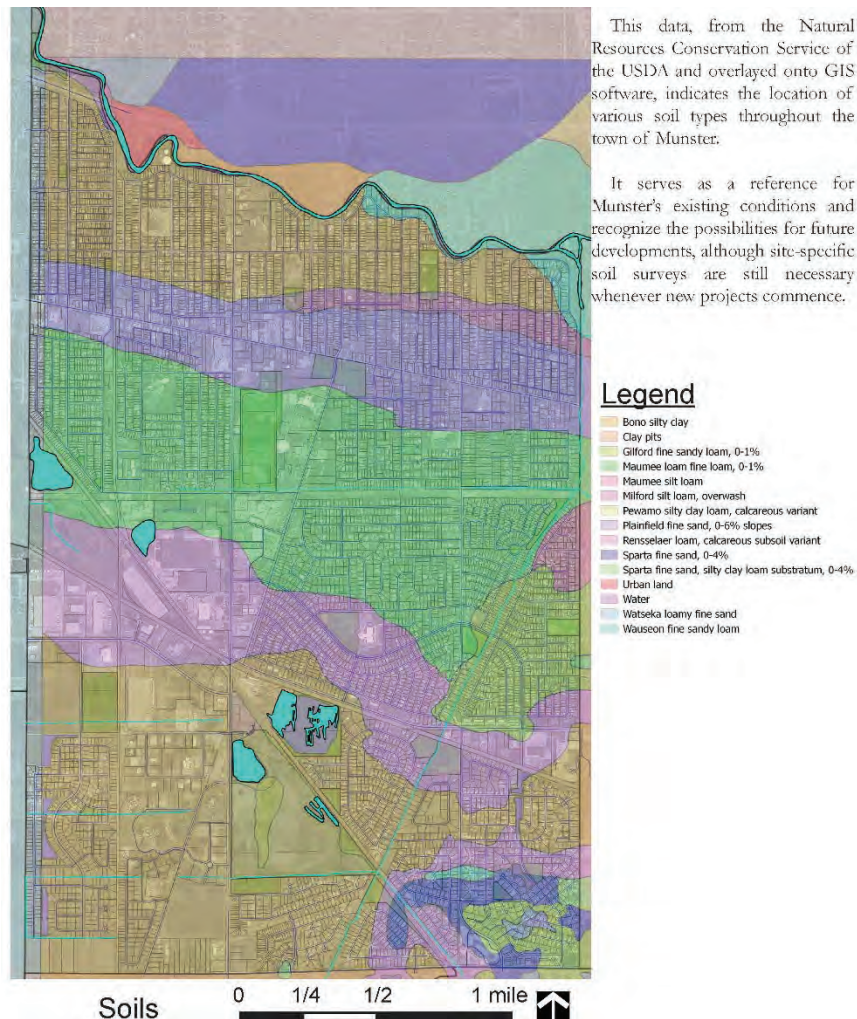 This data, from the Natural
Resources Conservation Service of
the USDA and overlayed onto GIS
software, indicates the location of
various soil types throughout the
town of Munster.
It serves as a reference for
Munster's existing conditions and
recognize the possibilities for future
developments, although site-specific
soil surveys are still necessary
whenever new projects commence.
Legend
Bono silty clay
Clay pits
Gilford fine sandy loam, 0-1%
Maumee loam fine loam, 0-1%
Maumee silt loam
Milford silt loam, overwash
Pewamo silty clay loam, calcareous variant
Plainfield fine sand, 0-6% slopes
Rensselaer loam, calcareous subsoil variant
Sparta fine sand, 0-4%
Sparta fine sand, silty clay loam substratum, 0-4%
Urban land
Water
Watseka loamy fine sand
Wauseon fine sandy loam
Soils
0 1/4 1/2 1 mile